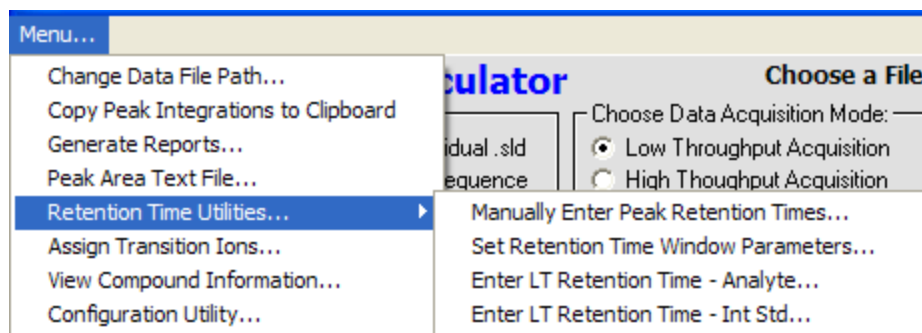 Menu...
Change Data File Path...
Copy Peak Integrations to Clipboard
Generate Reports...
Peak Area Text File...
Retention Time Utilities...
Assign Transition Ions...
View Compound Information...
Configuration Utility...
ulator
Choose a File
Choose Data Acquisition Mode:
idual .sld
Low Throughput Acquisition
equence
High Thoughput Acquisition
Manually Enter Peak Retention Times...
Set Retention Time Window Parameters...
Enter LT Retention Time - Analyte...
Enter LT Retention Time - Int Std...